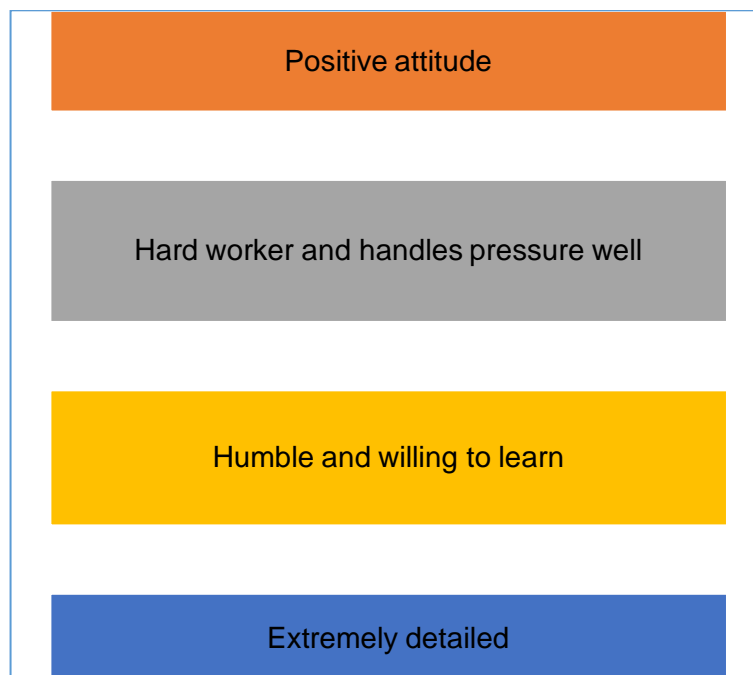 Positive attitude
Hard worker and handles pressure well
Humble and willing to learn
Extremely detailed